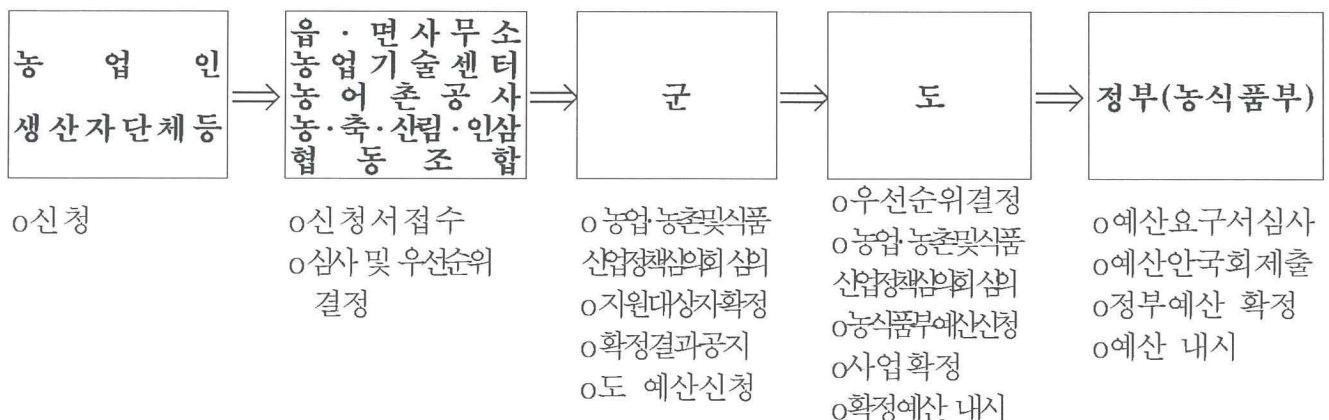 농 업 인
생산자단체등
읍 · 면사무소
농업기술센터
농어촌공사
농·축·산림·인삼
협동조합
군
도
정부(농식품부)
⇒
⇒
⇒
⇒
o신청
o신청서접수
o심사 및 우선순위
결정
o농업·농촌및식품
산업정책심의회 심의
o지원대상자확정
o확정결과공지
o도 예산신청
o우선순위결정
o농업·농촌및식품
산업정책심의회 심의
o농식품부예산신청
o사업확정
o확정예산 내시
o예산요구서심사
o예산안국회제출
o정부예산 확정
o예산 내시